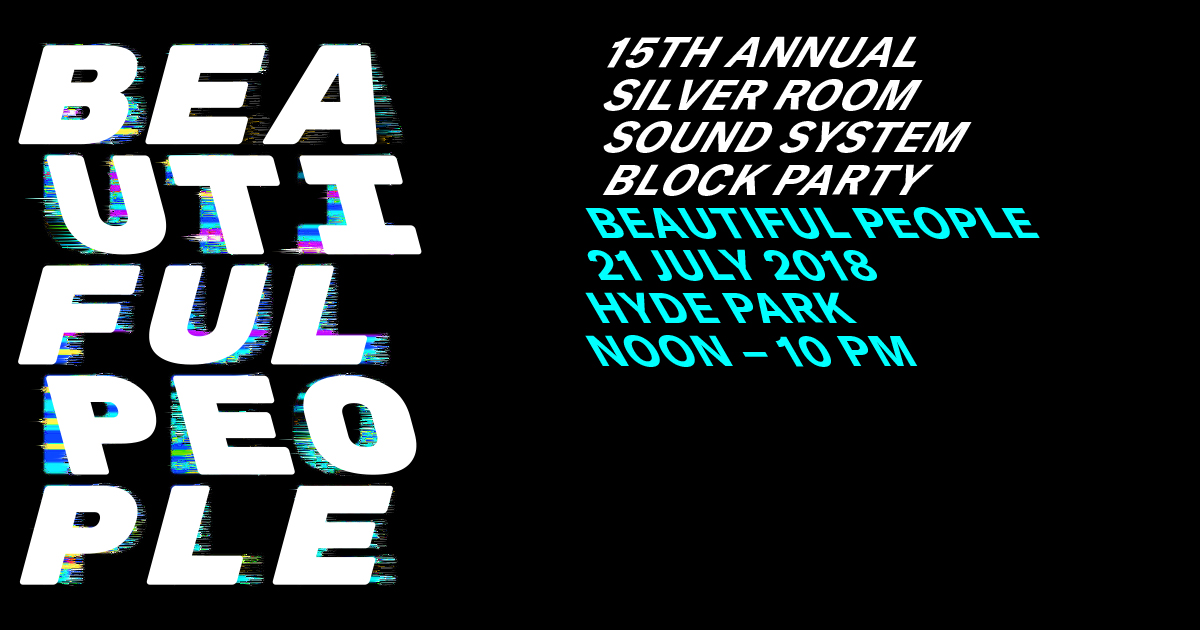 BEA
UTI
FUL
PEO
PLE
15TH ANNUAL
SILVER ROOM
SOUND SYSTEM
BLOCK PARTY
BEAUTIFUL PEOPLE
21 JULY 2018
HYDE PARK
NOON – 10 PM